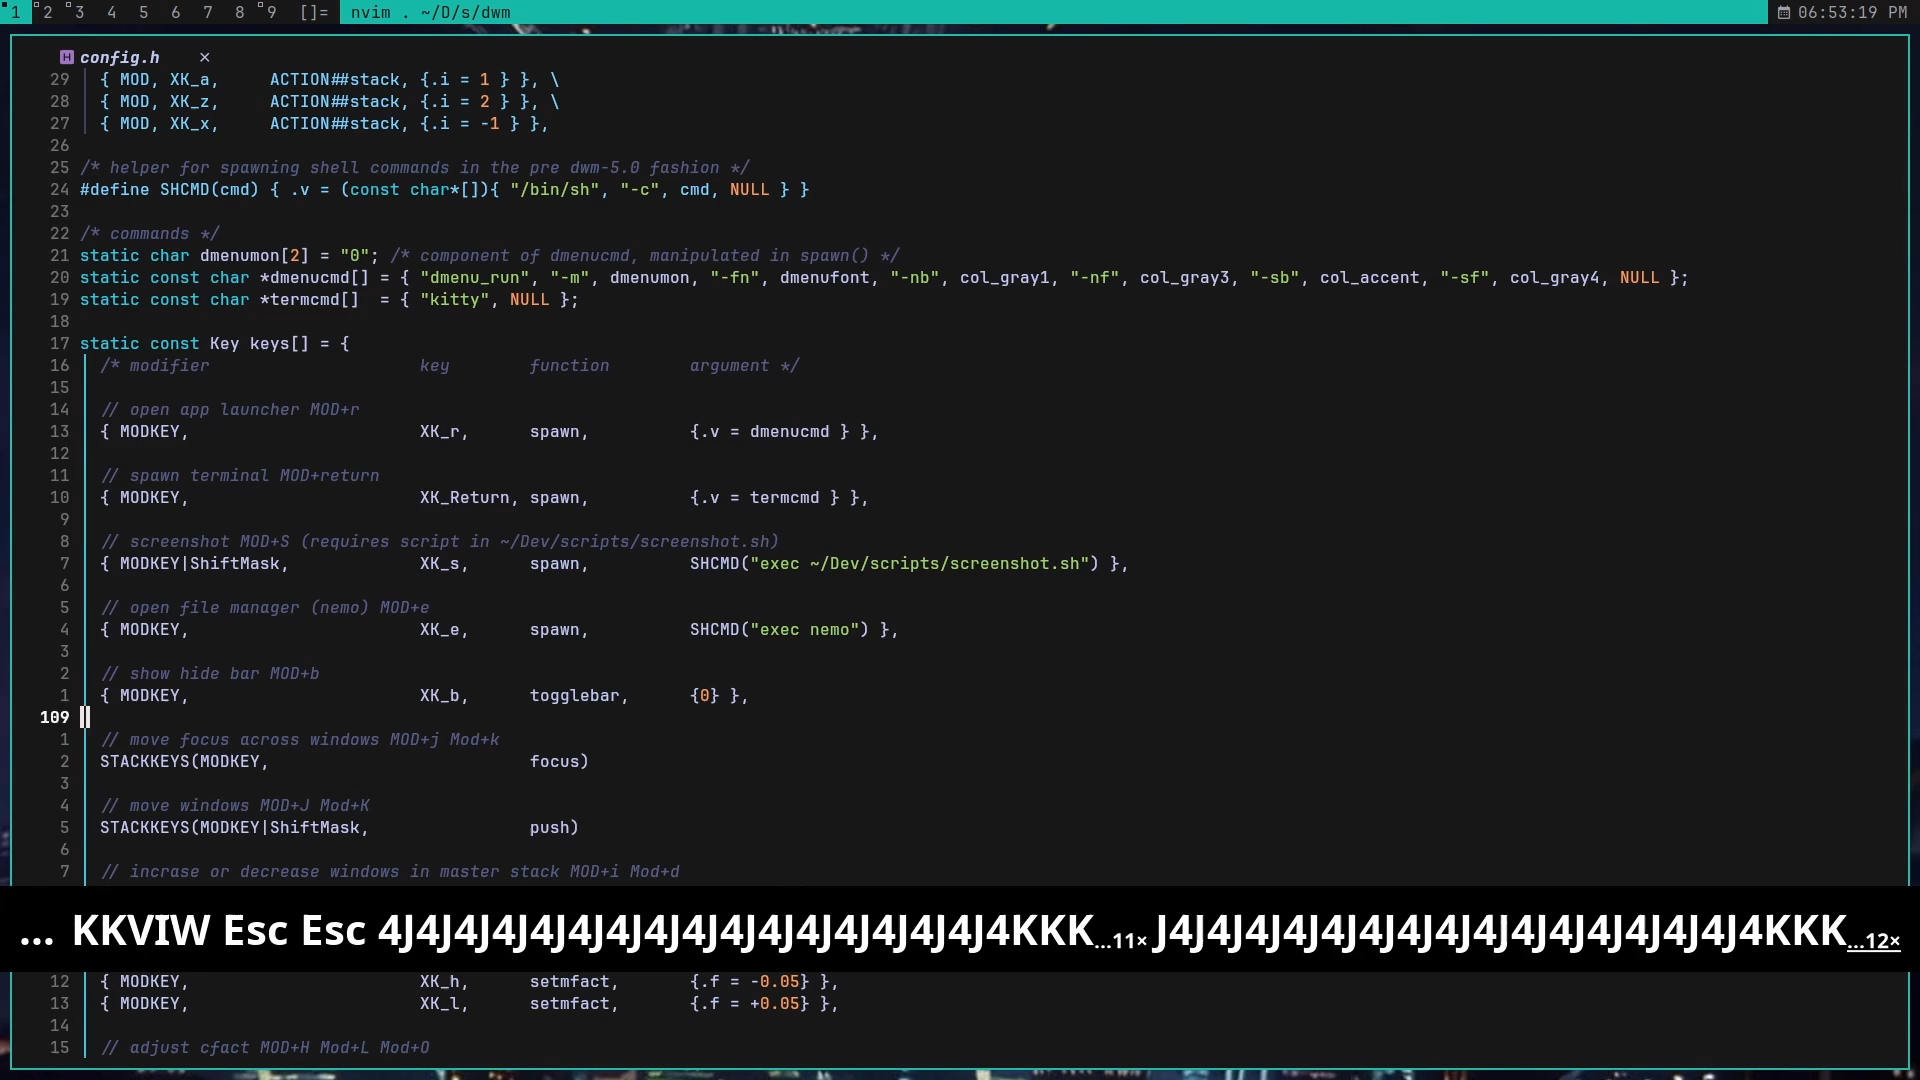 1 2 3 4 5 6 7 8 9 []= nvim . ~/D/s/dwm 06:53:19 PM
H config.h ×
29 { MOD, XK_a, ACTION##stack, {.i = 1 } }, \
28 { MOD, XK_z, ACTION##stack, {.i = 2 } }, \
27 { MOD, XK_x, ACTION##stack, {.i = -1 } },
26
25 /* helper for spawning shell commands in the pre dwm-5.0 fashion */
24 #define SHCMD(cmd) { .v = (const char*[]){ "/bin/sh", "-c", cmd, NULL } }
23
22 /* commands */
21 static char dmenumon[2] = "0"; /* component of dmenucmd, manipulated in spawn() */
20 static const char *dmenucmd[] = { "dmenu_run", "-m", dmenumon, "-fn", dmenufont, "-nb", col_gray1, "-nf", col_gray3, "-sb", col_accent, "-sf", col_gray4, NULL };
19 static const char *termcmd[]  = { "kitty", NULL };
18
17 static const Key keys[] = {
16 /* modifier key function argument */
15
14 // open app launcher MOD+r
13 { MODKEY, XK_r, spawn, {.v = dmenucmd } },
12
11 // spawn terminal MOD+return
10 { MODKEY, XK_Return, spawn, {.v = termcmd } },
9
8 // screenshot MOD+S (requires script in ~/Dev/scripts/screenshot.sh)
7 { MODKEY|ShiftMask, XK_s, spawn, SHCMD("exec ~/Dev/scripts/screenshot.sh") },
6
5 // open file manager (nemo) MOD+e
4 { MODKEY, XK_e, spawn, SHCMD("exec nemo") },
3
2 // show hide bar MOD+b
1 { MODKEY, XK_b, togglebar, {0} },
109
1 // move focus across windows MOD+j Mod+k
2 STACKKEYS(MODKEY, focus)
3
4 // move windows MOD+J Mod+K
5 STACKKEYS(MODKEY|ShiftMask, push)
6
7 // incrase or decrease windows in master stack MOD+i Mod+d
... KKVIW Esc Esc 4J4J4J4J4J4J4J4J4J4J4J4J4J4J4J4J4KKK...11×J4J4J4J4J4J4J4J4J4J4J4J4J4J4J4J4KKK...12×
12 { MODKEY, XK_h, setmfact, {.f = -0.05} },
13 { MODKEY, XK_l, setmfact, {.f = +0.05} },
14
15 // adjust cfact MOD+H Mod+L Mod+O